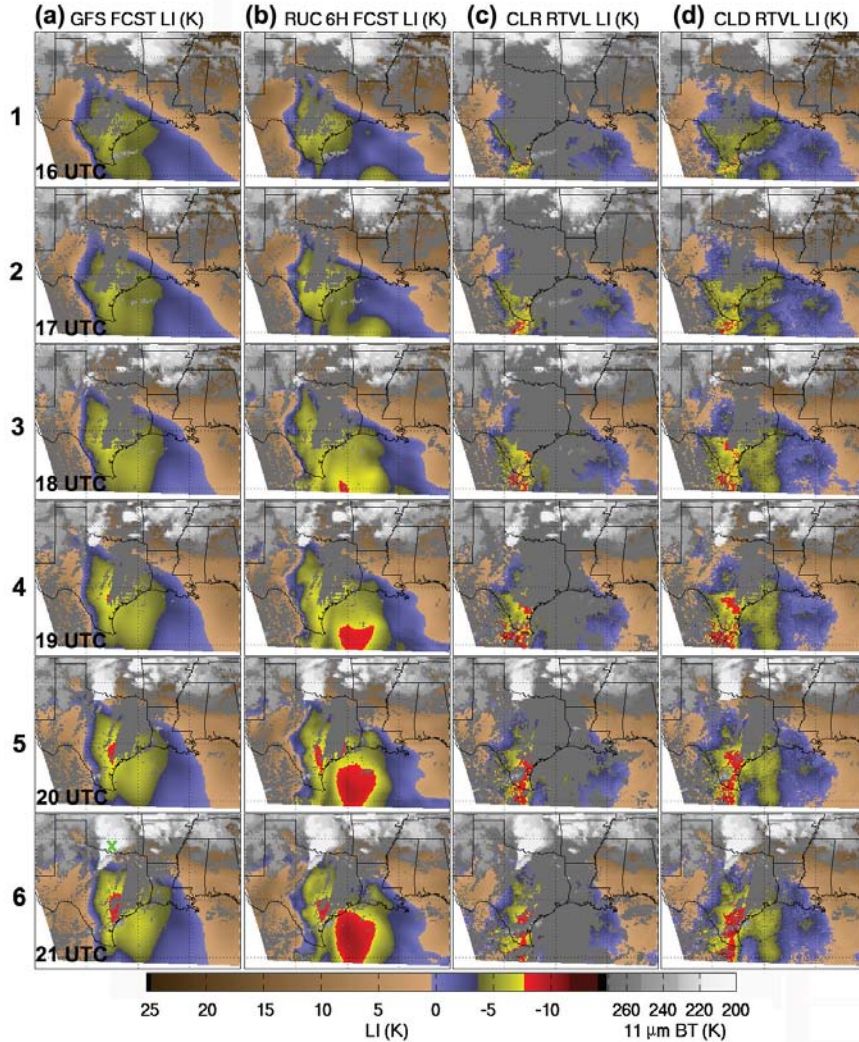 (a) GFS FCST LI (K) (b) RUC 6H FCST LI (K) (c) CLR RTVL LI (K) (d) CLD RTVL LI (K)
1
16 UTC
2
17 UTC
3
18 UTC
4
19 UTC
5
20 UTC
X
6
21 UTC
25 20 15 10 5 0 -5 -10 260 240 220 200
LI (K) 11 μm BT (K)